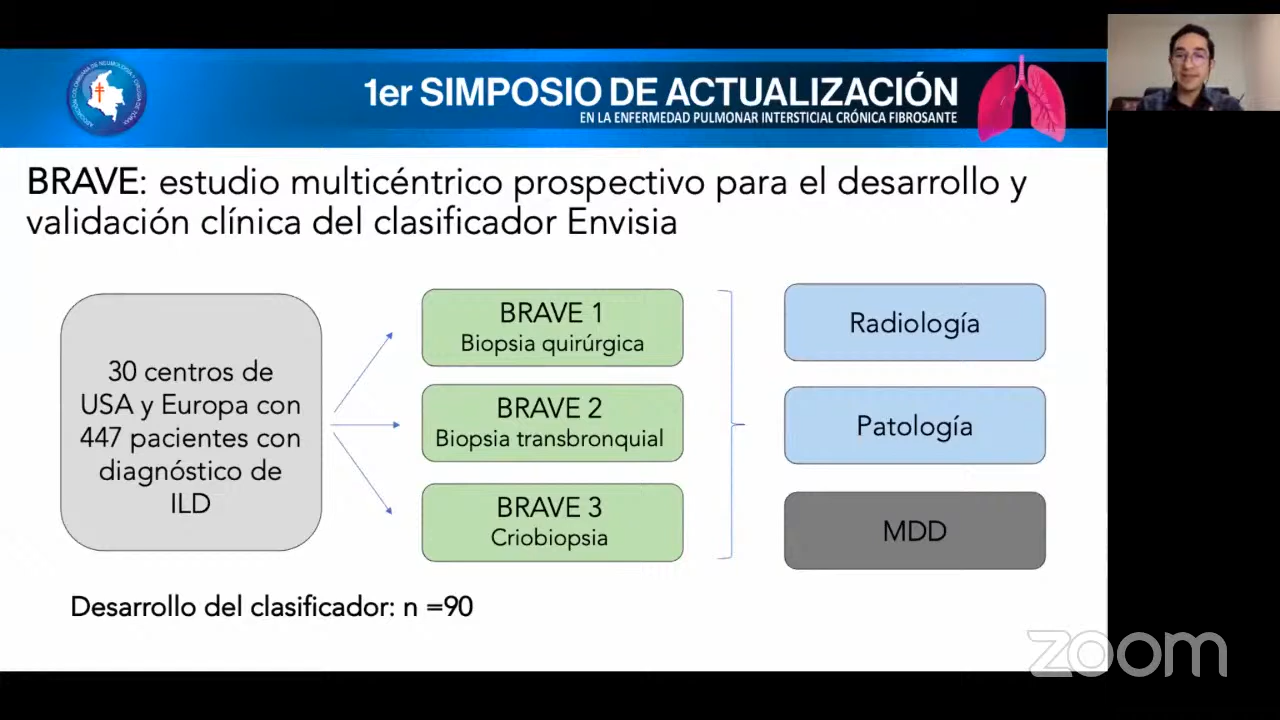 1er SIMPOSIO DE ACTUALIZACIÓN
EN LA ENFERMEDAD PULMONAR INTERSTICIAL CRÓNICA FIBROSANTE
BRAVE: estudio multicéntrico prospectivo para el desarrollo y
validación clínica del clasificador Envisia
30 centros de
USA y Europa con
447 pacientes con
diagnóstico de
ILD
BRAVE 1
Biopsia quirúrgica
BRAVE 2
Biopsia transbronquial
BRAVE 3
Criobiopsia
Radiología
Patología
MDD
Desarrollo del clasificador: n =90
zoom